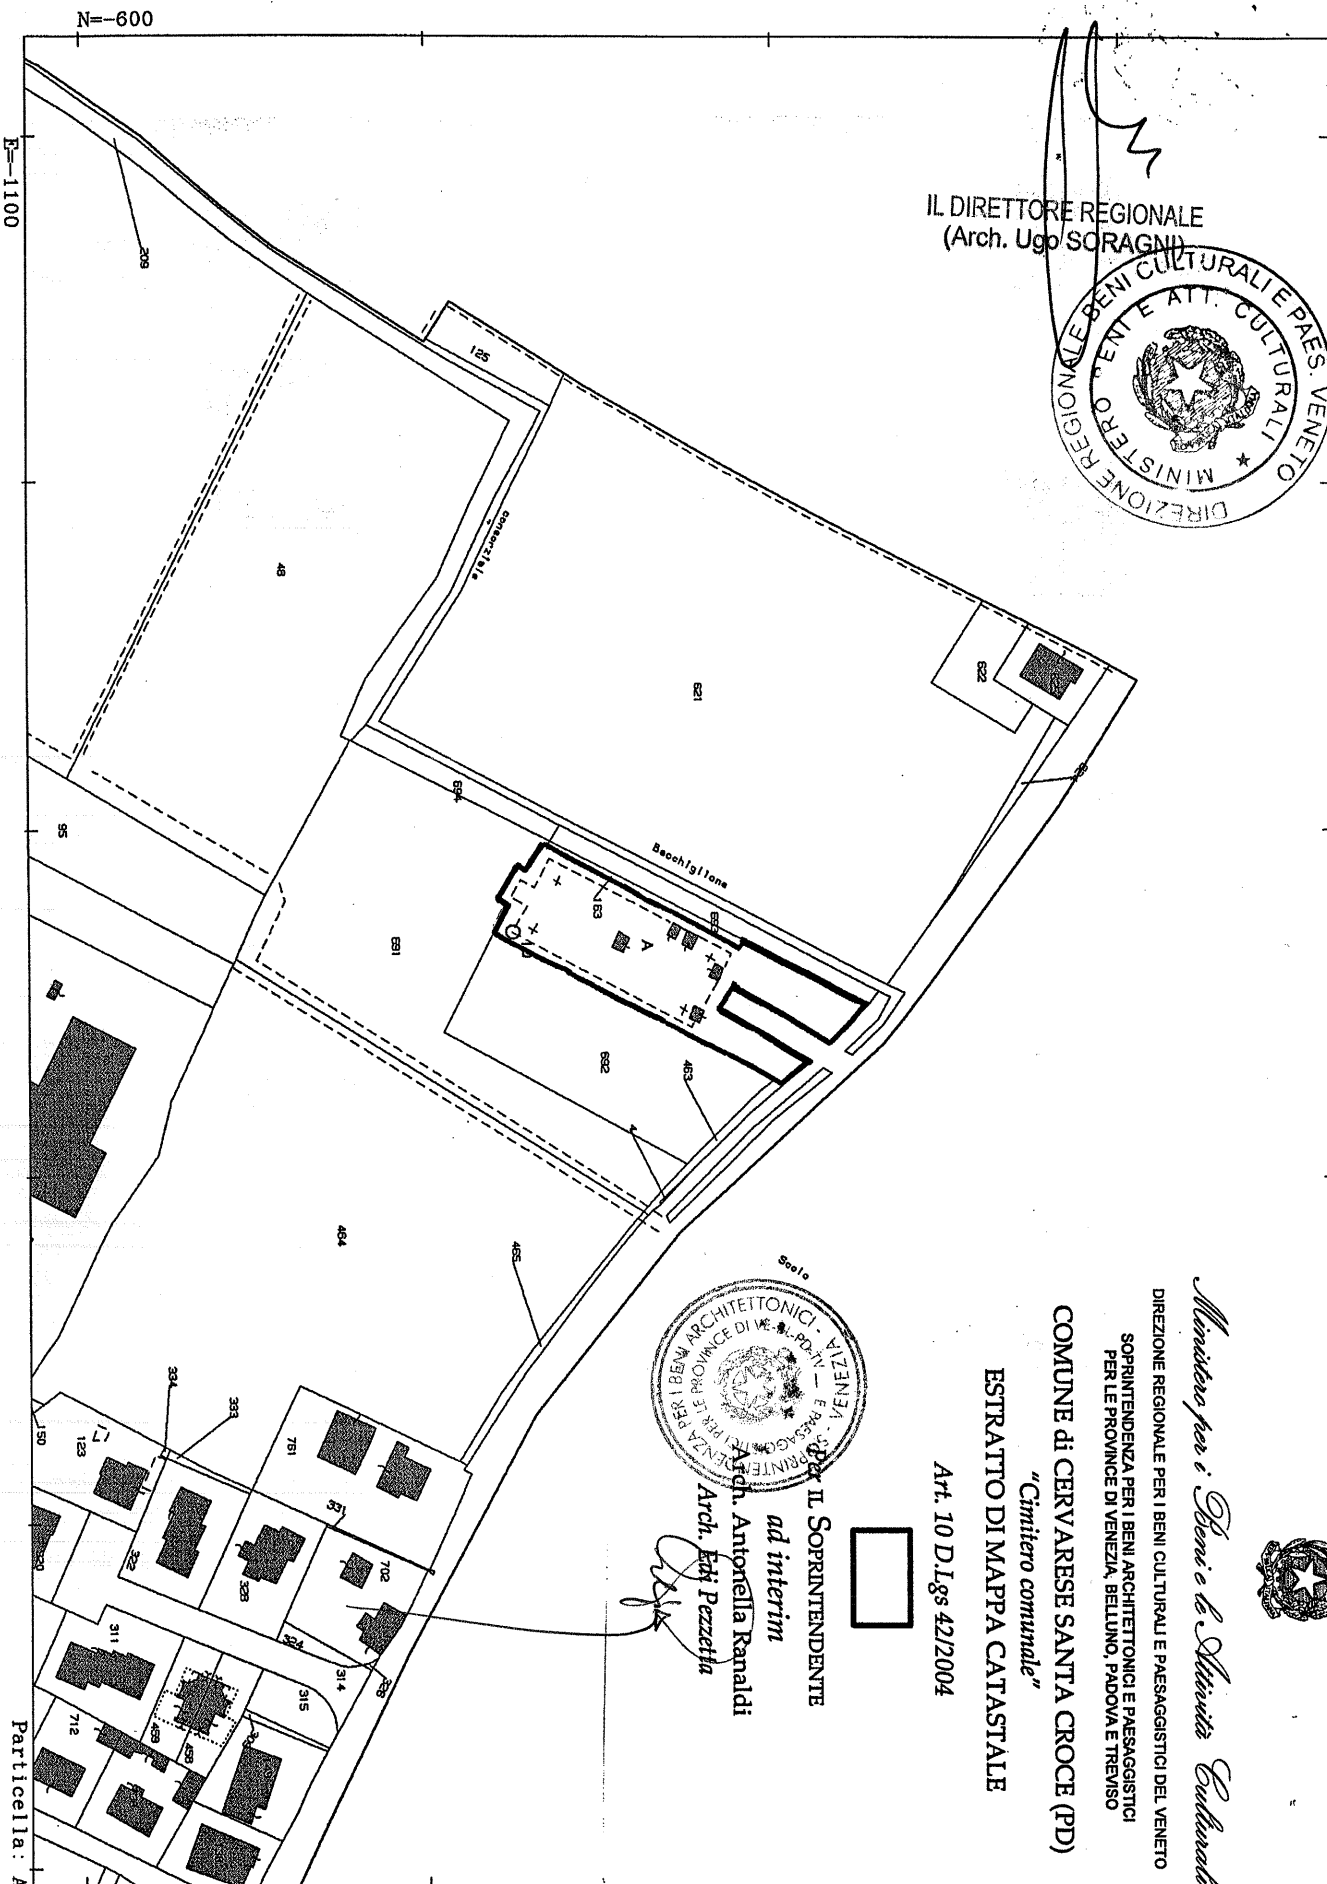 N=-600
E=-1100
IL DIRETTORE REGIONALE
(Arch. Ugo SORAGNI)
DIREZIONE REGIONALE BENI CULTURALI E PAES. VENETO
MINISTERO BENI E ATT. CULTURALI
Ministero per i Beni e le Attività Culturali
DIREZIONE REGIONALE PER I BENI CULTURALI E PAESAGGISTICI DEL VENETO
SOPRINTENDENZA PER I BENI ARCHITETTONICI E PAESAGGISTICI
PER LE PROVINCE DI VENEZIA, BELLUNO, PADOVA E TREVISO
COMUNE di CERVARESE SANTA CROCE (PD)
"Cimitero comunale"
ESTRATTO DI MAPPA CATASTALE
Art. 10 D.Lgs 42/2004
Per IL SOPRINTENDENTE
ad interim
Arch. Antonella Ranaldi
Arch. Edi Pezzetta
209
125
consorziale
48
621
622
694
95
Bacchiglione
163
693
A
691
692
463
4
464
465
Scolo
334
333
150
123
761
331
322
328
702
324
314
326
315
311
459
458
712
Particella: A